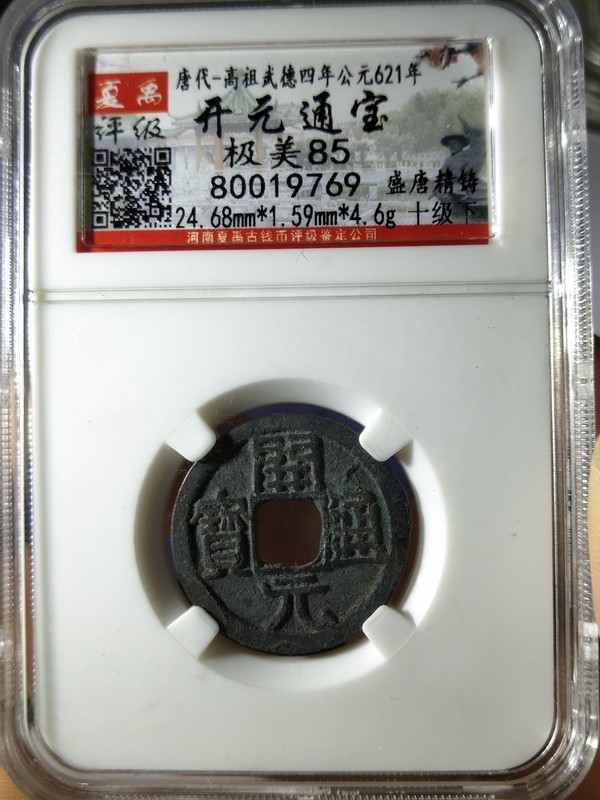 唐代-高祖武德四年公元621年
夏禹
评级
开元通宝
极美85
80019769 盛唐精铸
24.68mm*1.59mm*4.6g 十级下
河南夏禹古钱币评级鉴定公司
開元通寶